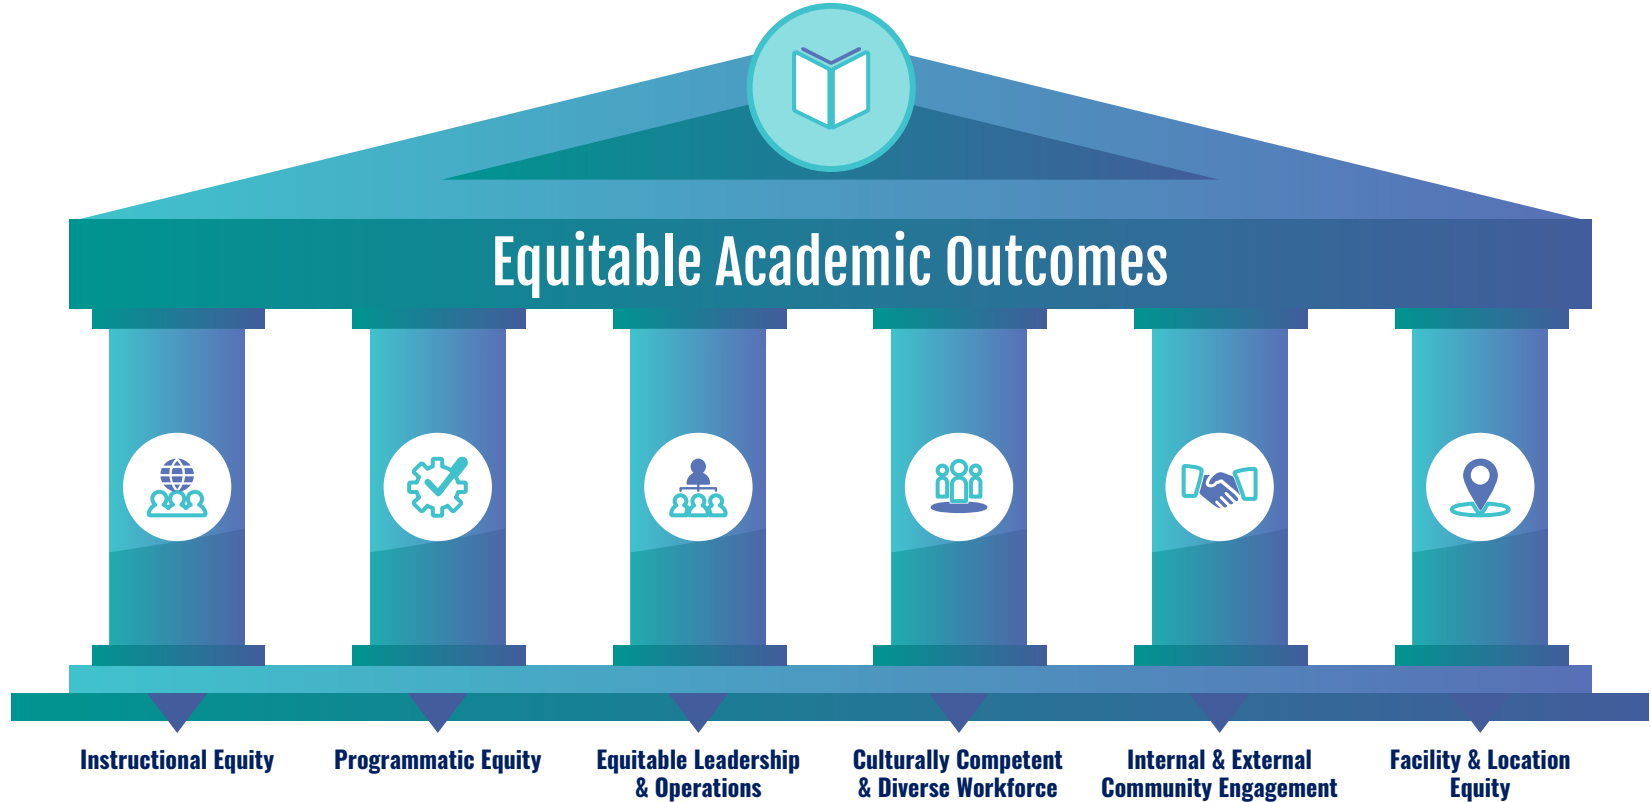 Equitable Academic Outcomes
Instructional Equity
Programmatic Equity
Equitable Leadership
& Operations
Culturally Competent
& Diverse Workforce
Internal & External
Community Engagement
Facility & Location
Equity